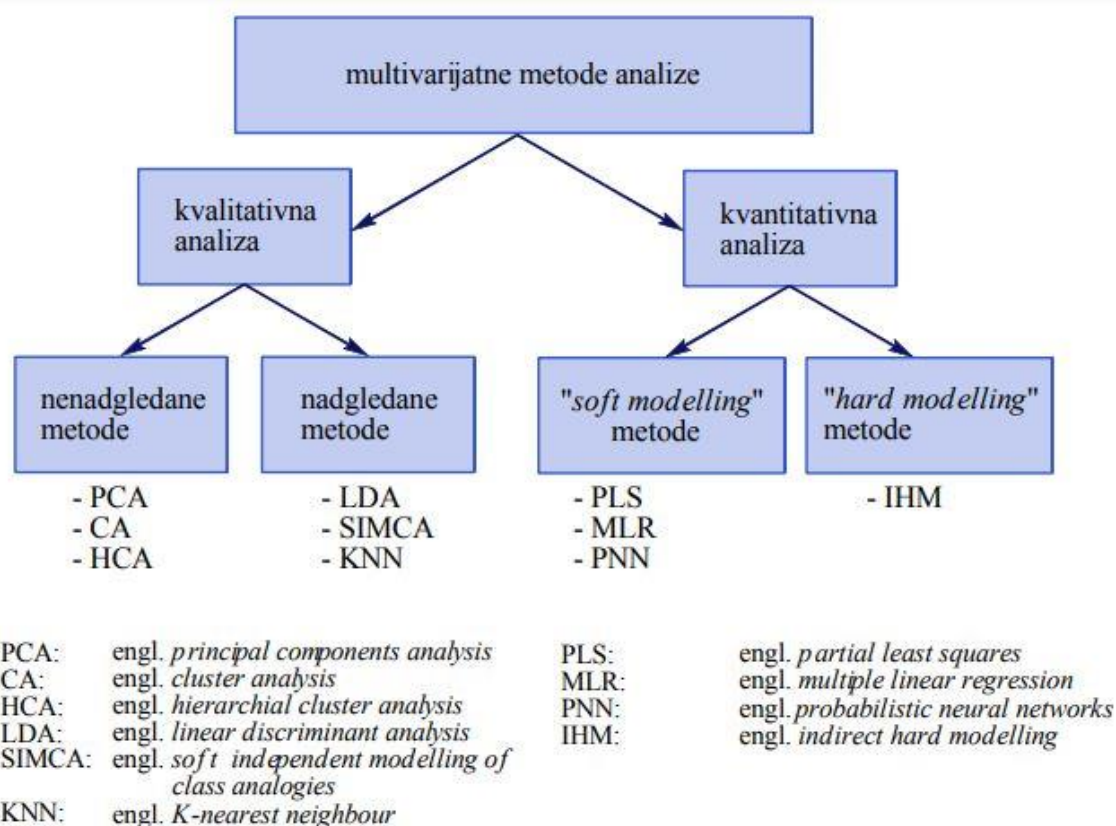 multivarijatne metode analize
kvalitativna
analiza
kvantitativna
analiza
nenadgledane
metode
nadgledane
metode
"soft modelling"
metode
"hard modelling"
metode
- PCA
- CA
- HCA
- LDA
- SIMCA
- KNN
- PLS
- MLR
- PNN
- IHM
PCA: engl. principal components analysis
CA: engl. cluster analysis
HCA: engl. hierarchial cluster analysis
LDA: engl. linear discriminant analysis
SIMCA: engl. soft independent modelling of
class analogies
KNN: engl. K-nearest neighbour
PLS: engl. partial least squares
MLR: engl. multiple linear regression
PNN: engl. probabilistic neural networks
IHM: engl. indirect hard modelling